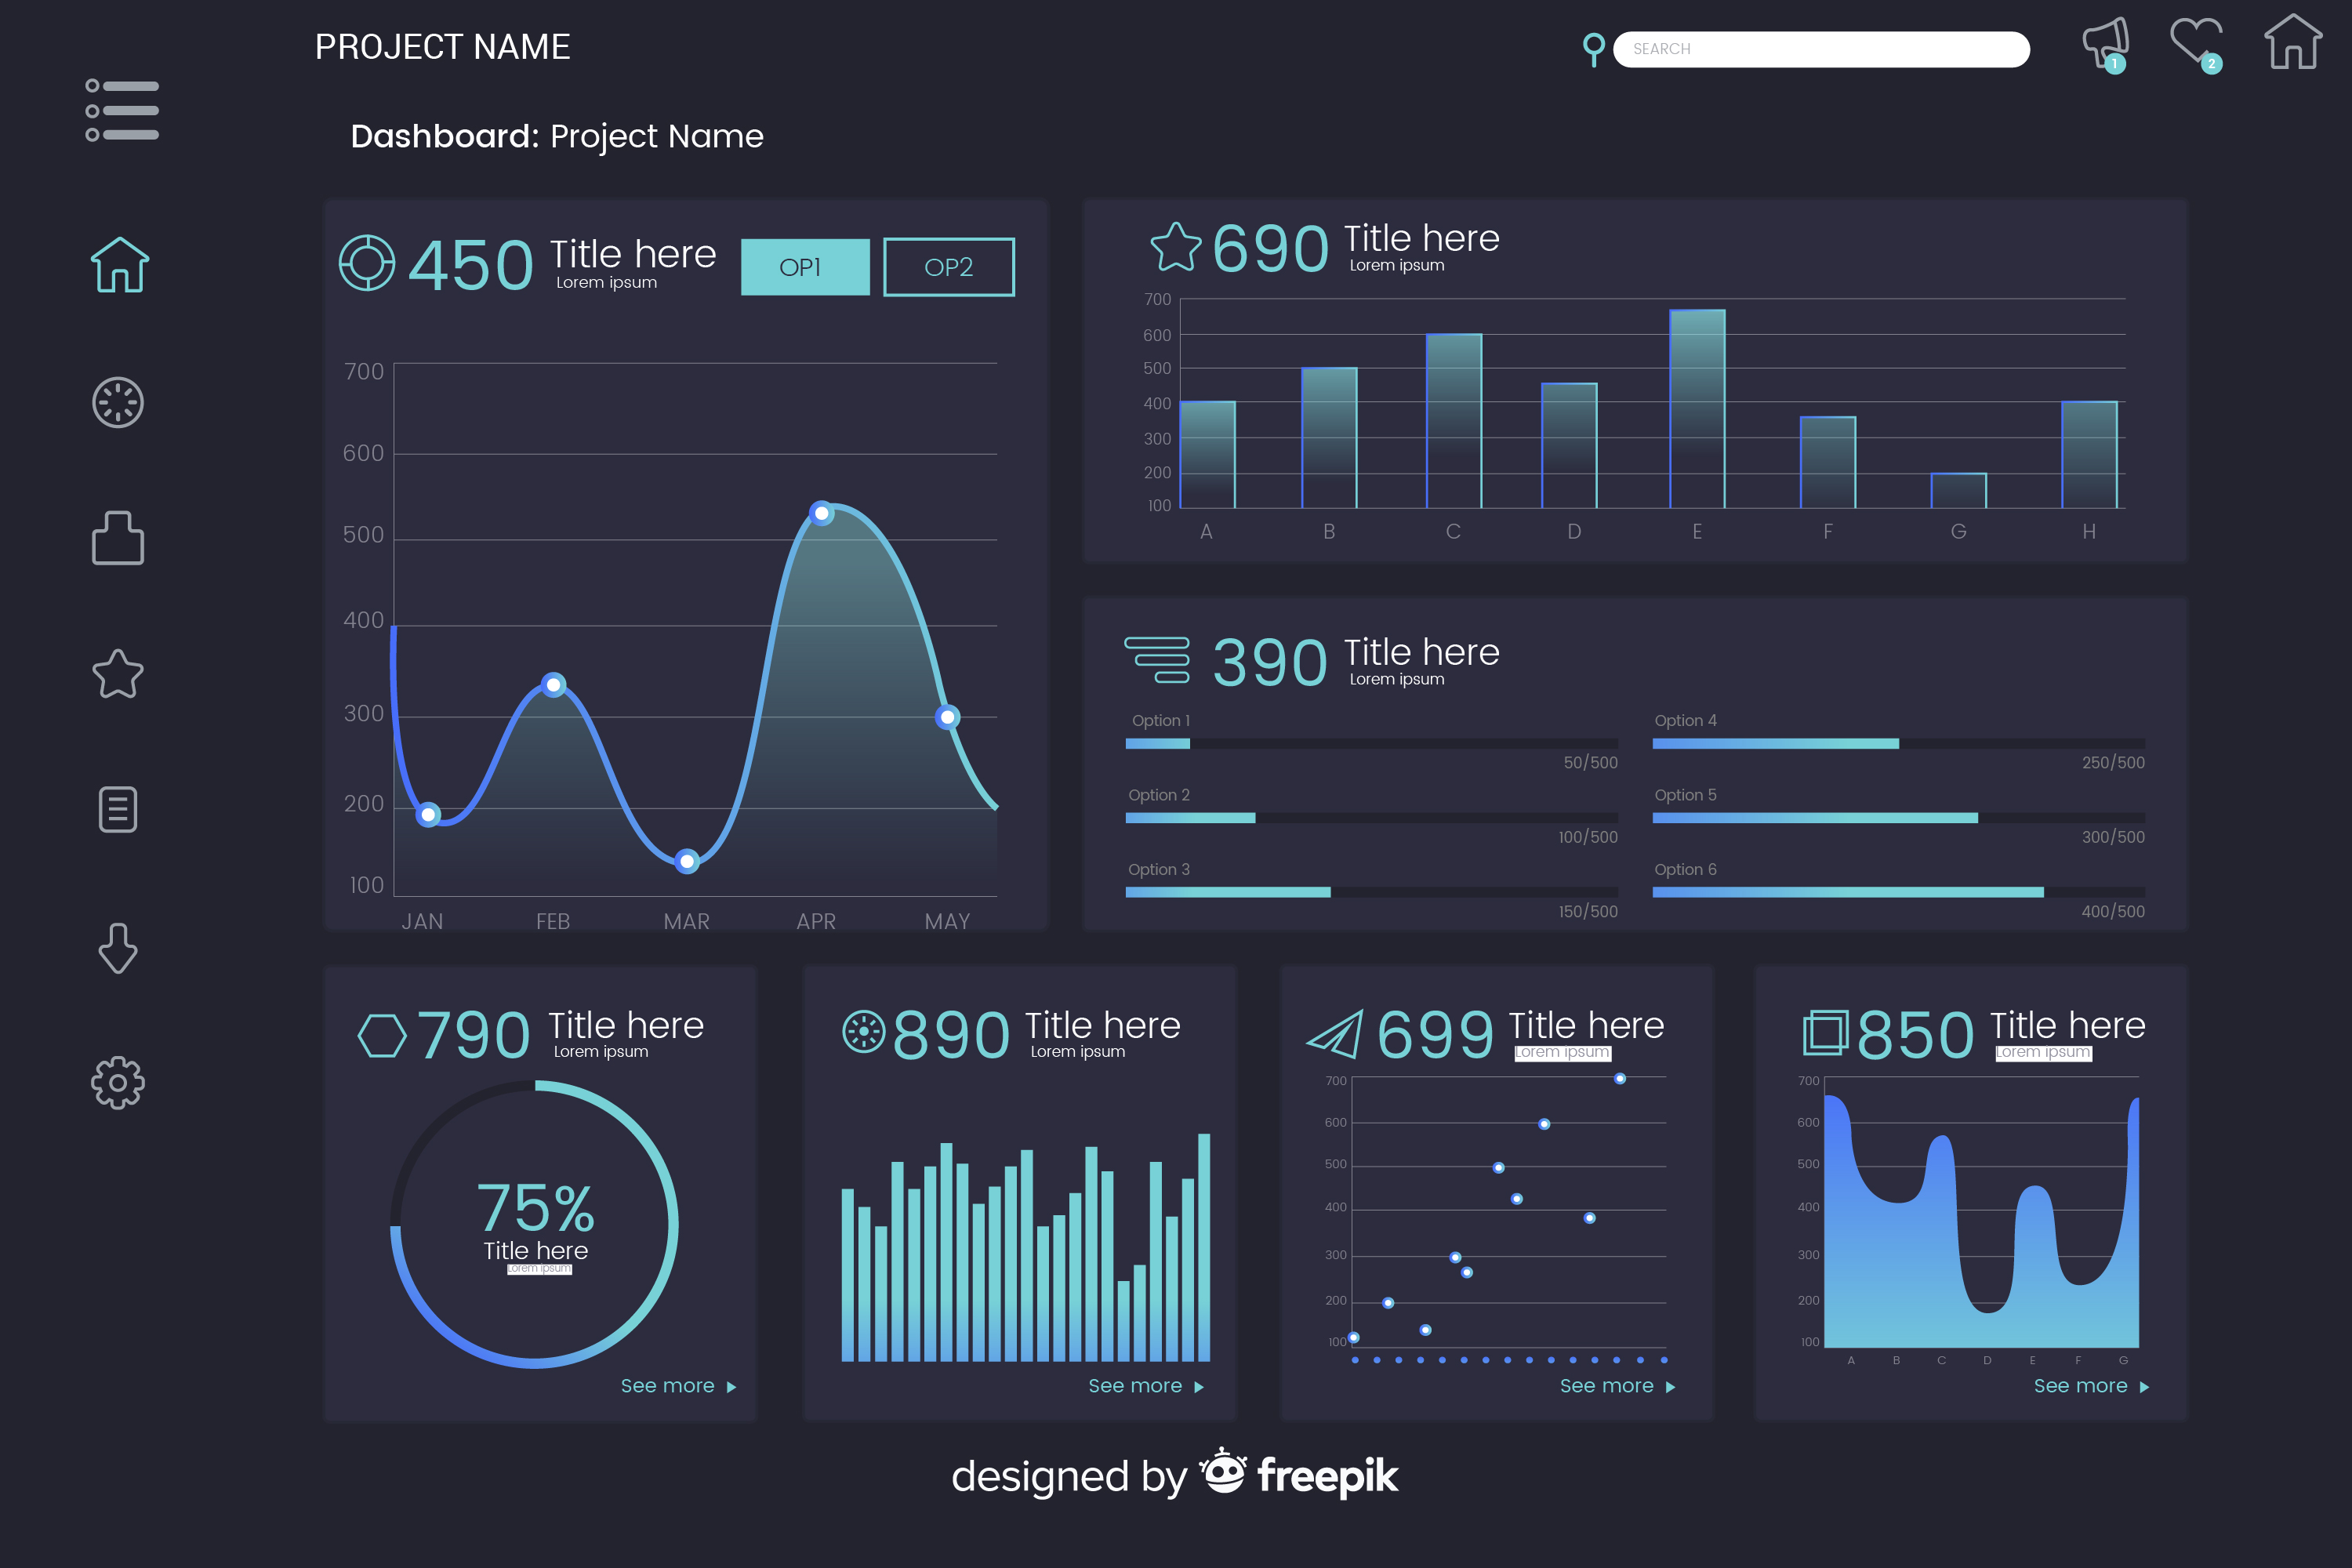 PROJECT NAME
SEARCH
1
2
Dashboard: Project Name
450
Title here
Lorem ipsum
OP1
OP2
700
600
500
400
300
200
100
JAN FEB MAR APR MAY
690
Title here
Lorem ipsum
700
600
500
400
300
200
100
A B C D E F G H
390
Title here
Lorem ipsum
Option 1
50/500
Option 2
100/500
Option 3
150/500
Option 4
250/500
Option 5
300/500
Option 6
400/500
790
Title here
Lorem ipsum
75%
Title here
Lorem ipsum
See more
890
Title here
Lorem ipsum
See more
699
Title here
Lorem ipsum
700
600
500
400
300
200
100
See more
850
Title here
Lorem ipsum
700
600
500
400
300
200
100
A B C D E F G
See more
designed by freepik